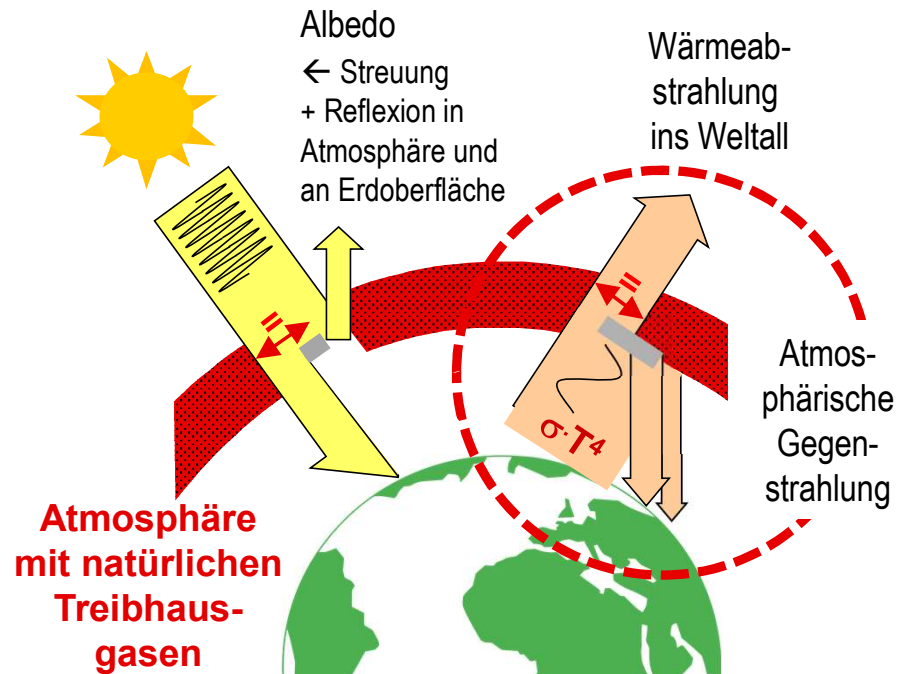 Albedo
← Streuung
+ Reflexion in
Atmosphäre und
an Erdoberfläche
Wärmeab-
strahlung
ins Weltall
=
=
σ·T⁴
Atmos-
phärische
Gegen-
strahlung
Atmosphäre
mit natürlichen
Treibhaus-
gasen